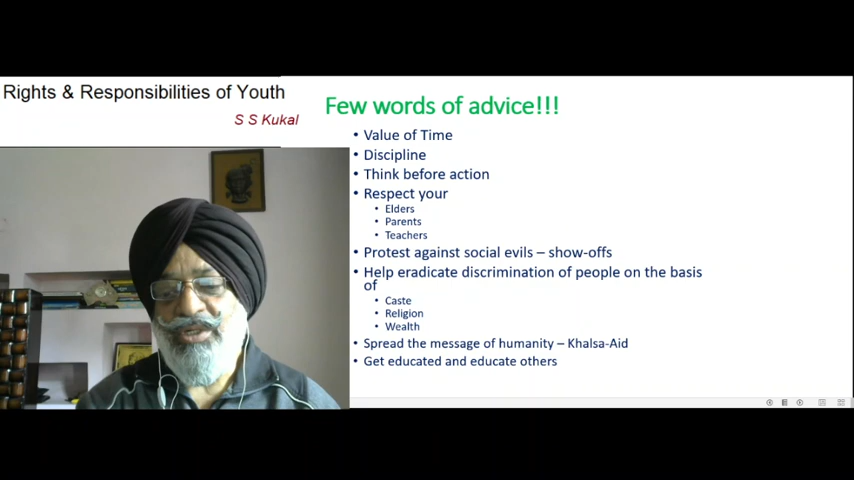 Rights & Responsibilities of Youth
S S Kukal
Few words of advice!!!
• Value of Time
• Discipline
• Think before action
• Respect your
• Elders
• Parents
• Teachers
• Protest against social evils – show-offs
• Help eradicate discrimination of people on the basis
of
• Caste
• Religion
• Wealth
• Spread the message of humanity – Khalsa-Aid
• Get educated and educate others